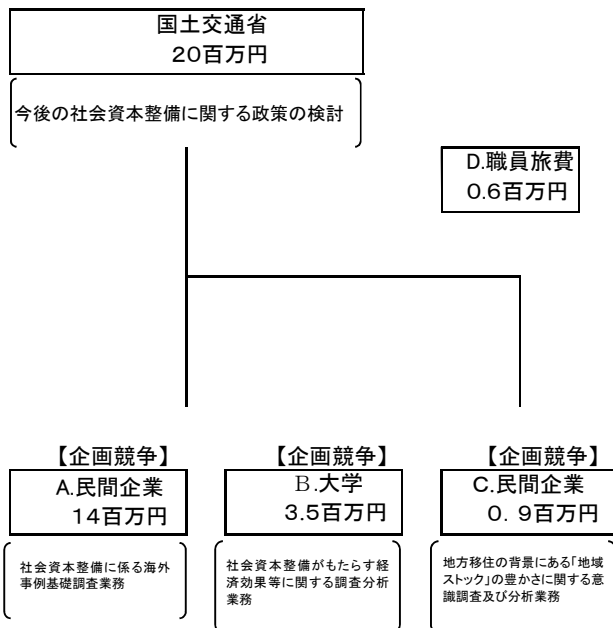 国土交通省
20百万円
今後の社会資本整備に関する政策の検討
D.職員旅費
0.6百万円
【企画競争】
A.民間企業
14百万円
社会資本整備に係る海外
事例基礎調査業務
【企画競争】
B.大学
3.5百万円
社会資本整備がもたらす経
済効果等に関する調査分析
業務
【企画競争】
C.民間企業
0．9百万円
地方移住の背景にある「地域
ストック」の豊かさに関する意
識調査及び分析業務